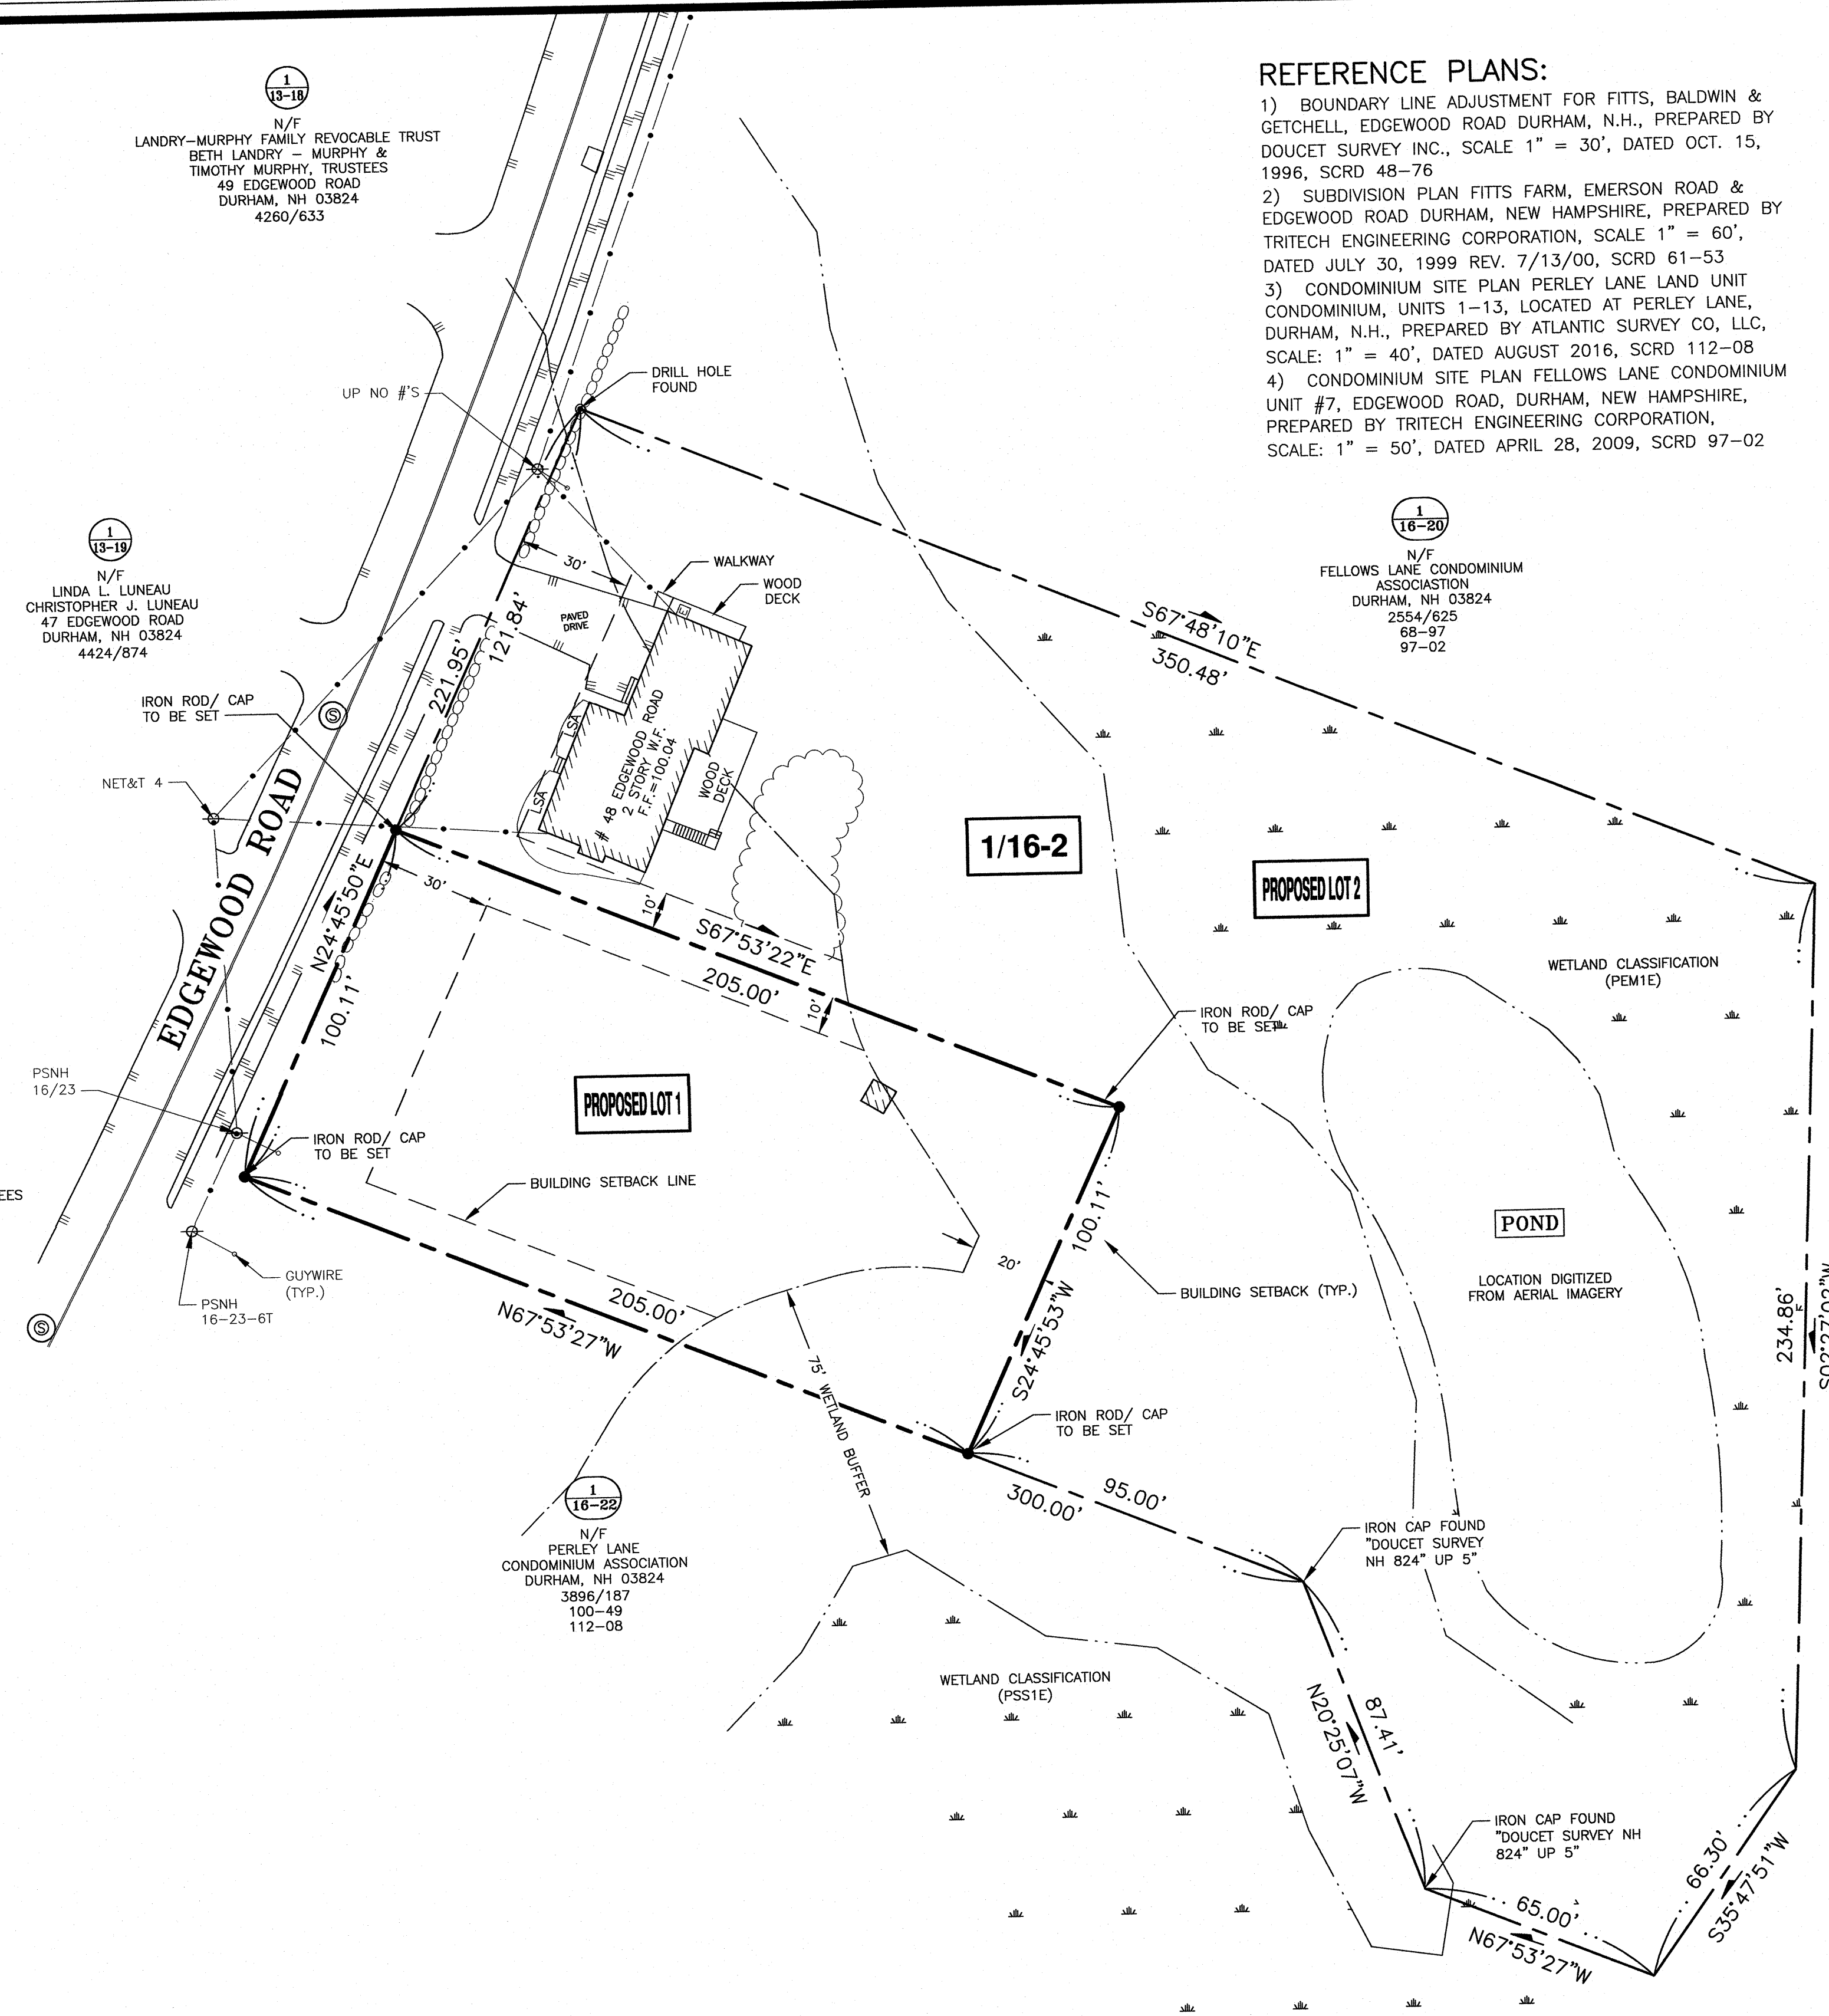 REFERENCE PLANS:
1) BOUNDARY LINE ADJUSTMENT FOR FITTS, BALDWIN &
GETCHELL, EDGEWOOD ROAD DURHAM, N.H., PREPARED BY
DOUCET SURVEY INC., SCALE 1" = 30', DATED OCT. 15,
1996, SCRD 48-76
2) SUBDIVISION PLAN FITTS FARM, EMERSON ROAD &
EDGEWOOD ROAD DURHAM, NEW HAMPSHIRE, PREPARED BY
TRITECH ENGINEERING CORPORATION, SCALE 1" = 60',
DATED JULY 30, 1999 REV. 7/13/00, SCRD 61-53
3) CONDOMINIUM SITE PLAN PERLEY LANE LAND UNIT
CONDOMINIUM, UNITS 1-13, LOCATED AT PERLEY LANE,
DURHAM, N.H., PREPARED BY ATLANTIC SURVEY CO, LLC,
SCALE: 1" = 40', DATED AUGUST 2016, SCRD 112-08
4) CONDOMINIUM SITE PLAN FELLOWS LANE CONDOMINIUM
UNIT #7, EDGEWOOD ROAD, DURHAM, NEW HAMPSHIRE,
PREPARED BY TRITECH ENGINEERING CORPORATION,
SCALE: 1" = 50', DATED APRIL 28, 2009, SCRD 97-02
1
13-18
N/F
LANDRY-MURPHY FAMILY REVOCABLE TRUST
BETH LANDRY - MURPHY &
TIMOTHY MURPHY, TRUSTEES
49 EDGEWOOD ROAD
DURHAM, NH 03824
4260/633
UP NO #'S
DRILL HOLE
FOUND
1
13-19
N/F
LINDA L. LUNEAU
CHRISTOPHER J. LUNEAU
47 EDGEWOOD ROAD
DURHAM, NH 03824
4424/874
1
16-20
N/F
FELLOWS LANE CONDOMINIUM
ASSOCIASTION
DURHAM, NH 03824
2554/625
68-97
97-02
30'
WALKWAY
WOOD
DECK
E
PAVED
DRIVE
S67°48'10"E
350.48'
221.95'
121.84'
IRON ROD/ CAP
TO BE SET
S
LSA
LSA
# 48 EDGEWOOD ROAD
2 STORY W.F.
F.F.=100.04
WOOD
DECK
NET&T 4
EDGEWOOD ROAD
1/16-2
PROPOSED LOT 2
N24°45'50"E
100.11'
30'
10'
S67°53'22"E
205.00'
10'
WETLAND CLASSIFICATION
(PEM1E)
IRON ROD/ CAP
TO BE SET
PSNH
16/23
PROPOSED LOT 1
IRON ROD/ CAP
TO BE SET
BUILDING SETBACK LINE
EES
POND
LOCATION DIGITIZED
FROM AERIAL IMAGERY
100.11'
S24°45'53"W
20'
BUILDING SETBACK (TYP.)
GUYWIRE
(TYP.)
PSNH
16-23-6T
S
205.00'
N67°53'27"W
75' WETLAND BUFFER
234.86'
S02°27'02"W
IRON ROD/ CAP
TO BE SET
95.00'
300.00'
1
16-22
N/F
PERLEY LANE
CONDOMINIUM ASSOCIATION
DURHAM, NH 03824
3896/187
100-49
112-08
IRON CAP FOUND
"DOUCET SURVEY
NH 824" UP 5"
WETLAND CLASSIFICATION
(PSS1E)
87.41'
N20°25'07"W
IRON CAP FOUND
"DOUCET SURVEY NH
824" UP 5"
66.30'
S35°47'51"W
65.00'
N67°53'27"W